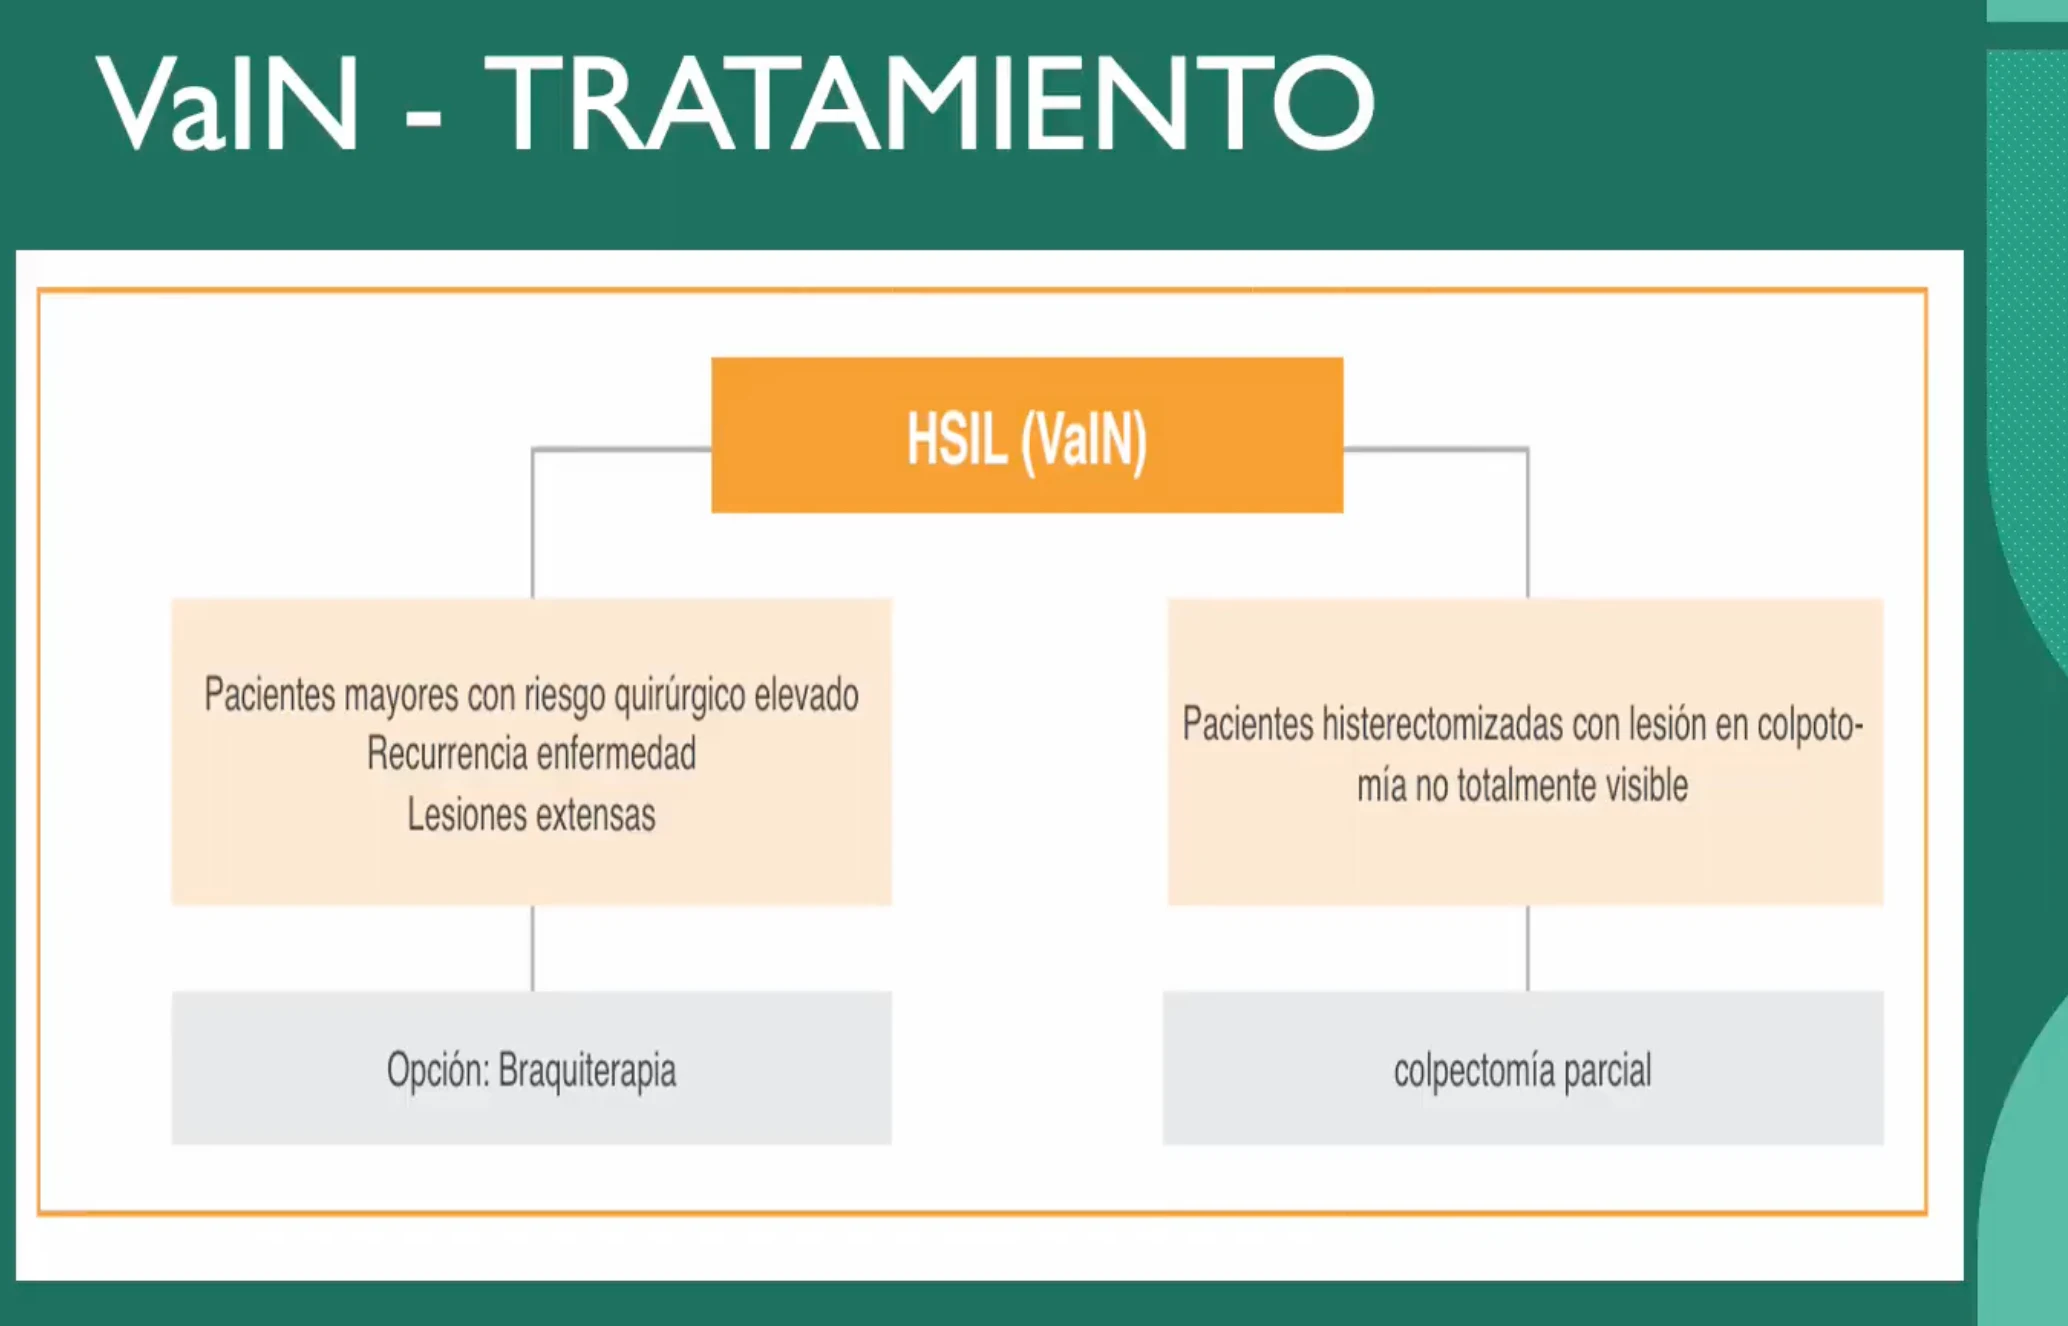 VaIN - TRATAMIENTO
HSIL (VaIN)
Pacientes mayores con riesgo quirúrgico elevado
Recurrencia enfermedad
Lesiones extensas
Pacientes histerectomizadas con lesión en colpoto-
mía no totalmente visible
Opción: Braquiterapia
colpectomía parcial